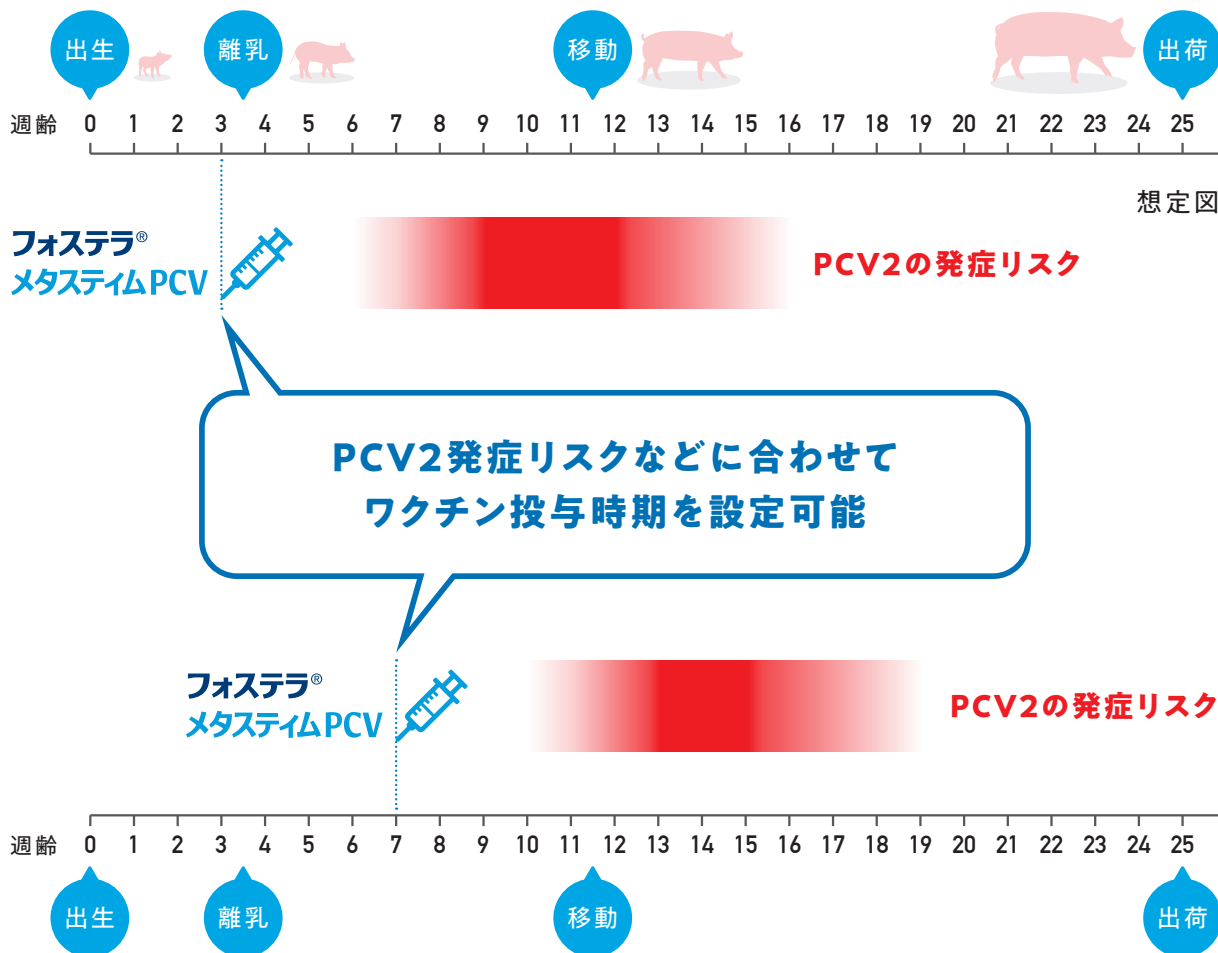 出生 離乳 移動 出荷
週齢 0 1 2 3 4 5 6 7 8 9 10 11 12 13 14 15 16 17 18 19 20 21 22 23 24 25
想定図
フォステラ®
メタスティムPCV
PCV2の発症リスク
PCV2発症リスクなどに合わせて
ワクチン投与時期を設定可能
フォステラ®
メタスティムPCV
PCV2の発症リスク
週齢 0 1 2 3 4 5 6 7 8 9 10 11 12 13 14 15 16 17 18 19 20 21 22 23 24 25
出生 離乳 移動 出荷